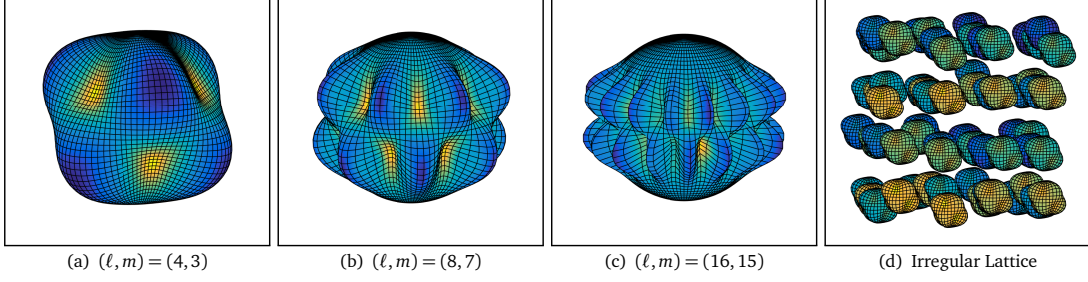 (a) (ℓ, m) = (4, 3)
(b) (ℓ, m) = (8, 7)
(c) (ℓ, m) = (16, 15)
(d) Irregular Lattice